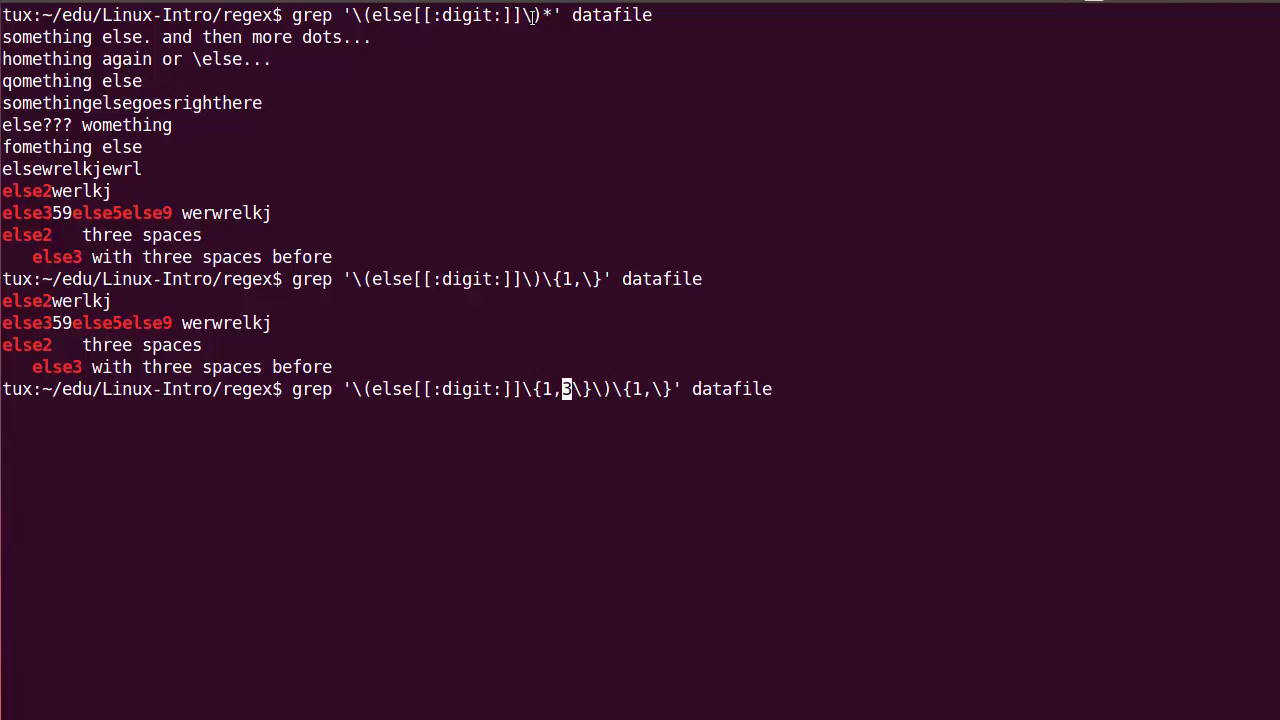 tux:~/edu/Linux-Intro/regex$ grep '\(else[[:digit:]]\)*' datafile
something else. and then more dots...
homething again or \else...
qomething else
somethingelsegoesrighthere
else??? womething
fomething else
elsewrelkjewrl
else2werlkj
else359else5else9 werwrelkj
else2   three spaces
   else3 with three spaces before
tux:~/edu/Linux-Intro/regex$ grep '\(else[[:digit:]]\)\{1,\}' datafile
else2werlkj
else359else5else9 werwrelkj
else2   three spaces
   else3 with three spaces before
tux:~/edu/Linux-Intro/regex$ grep '\(else[[:digit:]]\{1,3\}\)\{1,\}' datafile